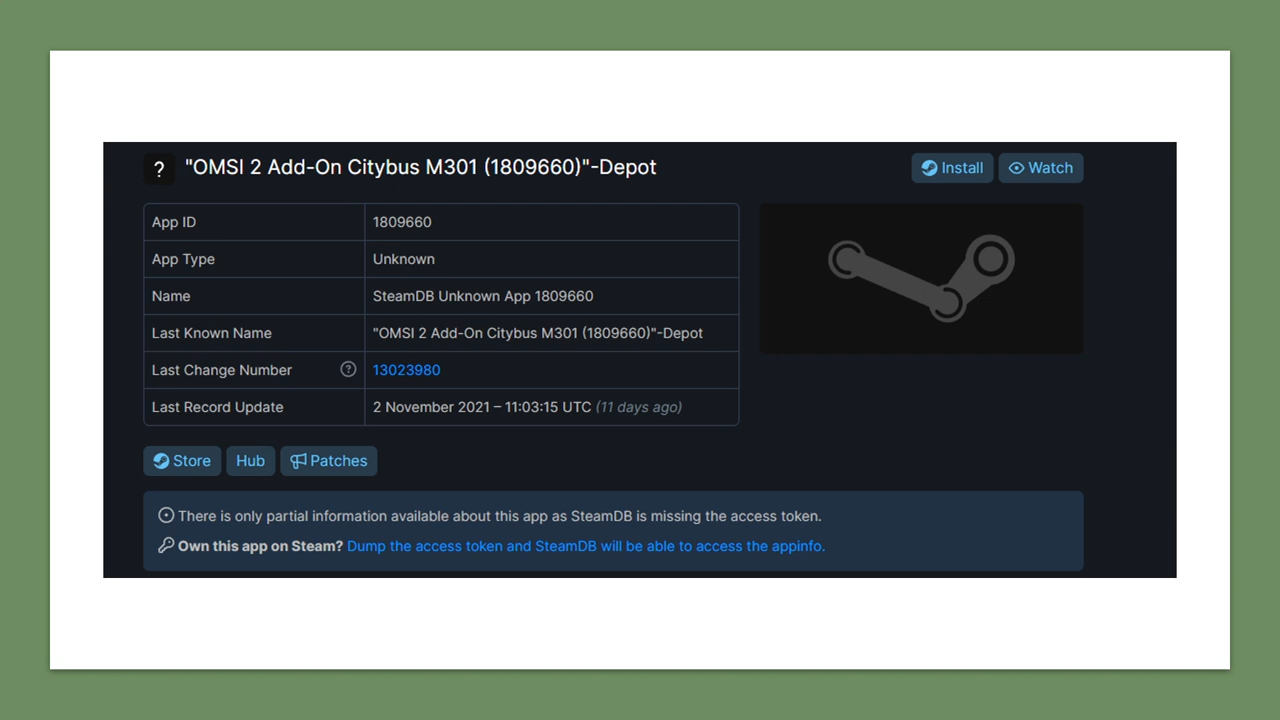 ? "OMSI 2 Add-On Citybus M301 (1809660)"-Depot Install Watch
App ID 1809660
App Type Unknown
Name SteamDB Unknown App 1809660
Last Known Name "OMSI 2 Add-On Citybus M301 (1809660)"-Depot
Last Change Number ? 13023980
Last Record Update 2 November 2021 – 11:03:15 UTC (11 days ago)
Store Hub Patches
There is only partial information available about this app as SteamDB is missing the access token.
Own this app on Steam? Dump the access token and SteamDB will be able to access the appinfo.